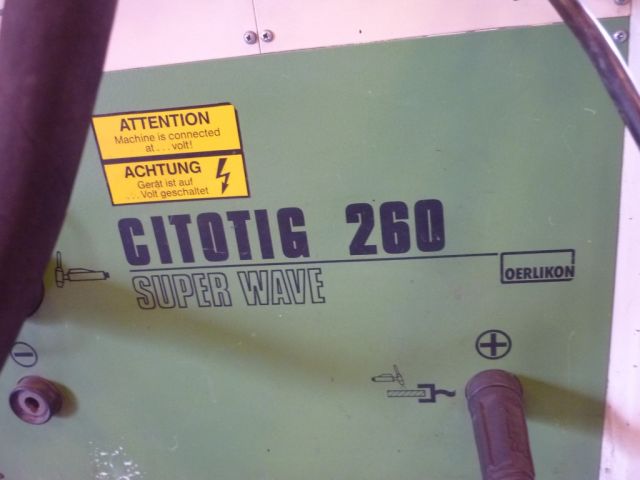 ATTENTION
Machine is connected
at . . . volt!
ACHTUNG
Gerät ist auf
. . . Volt geschaltet
CITOTIG 260
SUPER WAVE
OERLIKON